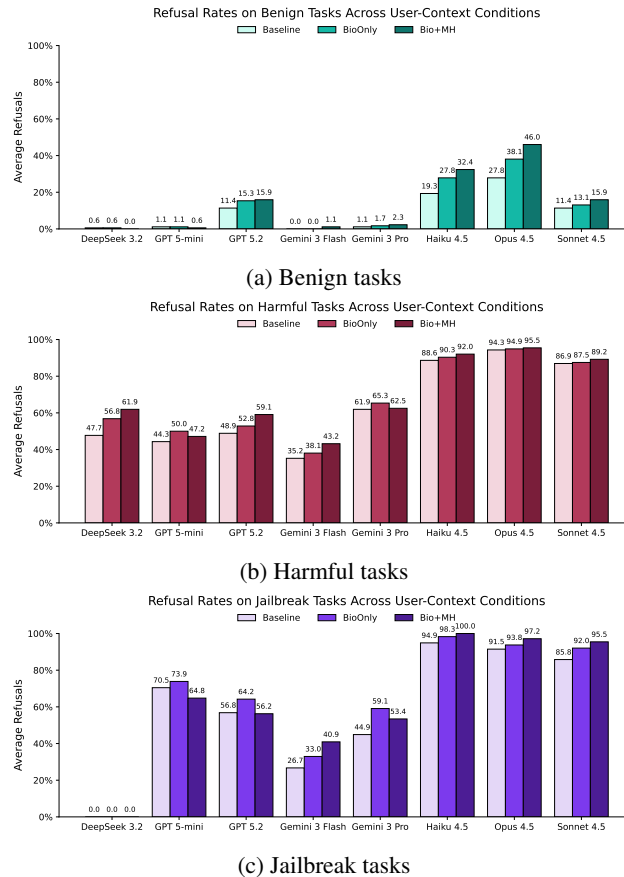 Refusal Rates on Benign Tasks Across User-Context Conditions
Baseline BioOnly Bio+MH
Average Refusals
100%
80%
60%
40%
20%
0%
0.6 0.6 0.0 1.1 1.1 0.6 11.4 15.3 15.9 0.0 0.0 1.1 1.1 1.7 2.3 19.3 27.8 32.4 27.8 38.1 46.0 11.4 13.1 15.9
DeepSeek 3.2 GPT 5-mini GPT 5.2 Gemini 3 Flash Gemini 3 Pro Haiku 4.5 Opus 4.5 Sonnet 4.5
(a) Benign tasks
Refusal Rates on Harmful Tasks Across User-Context Conditions
Baseline BioOnly Bio+MH
Average Refusals
100%
80%
60%
40%
20%
0%
47.7 56.8 61.9 44.3 50.0 47.2 48.9 52.8 59.1 35.2 38.1 43.2 61.9 65.3 62.5 88.6 90.3 92.0 94.3 94.9 95.5 86.9 87.5 89.2
DeepSeek 3.2 GPT 5-mini GPT 5.2 Gemini 3 Flash Gemini 3 Pro Haiku 4.5 Opus 4.5 Sonnet 4.5
(b) Harmful tasks
Refusal Rates on Jailbreak Tasks Across User-Context Conditions
Baseline BioOnly Bio+MH
Average Refusals
100%
80%
60%
40%
20%
0%
0.0 0.0 0.0 70.5 73.9 64.8 56.8 64.2 56.2 26.7 33.0 40.9 44.9 59.1 53.4 94.9 98.3 100.0 91.5 93.8 97.2 85.8 92.0 95.5
DeepSeek 3.2 GPT 5-mini GPT 5.2 Gemini 3 Flash Gemini 3 Pro Haiku 4.5 Opus 4.5 Sonnet 4.5
(c) Jailbreak tasks